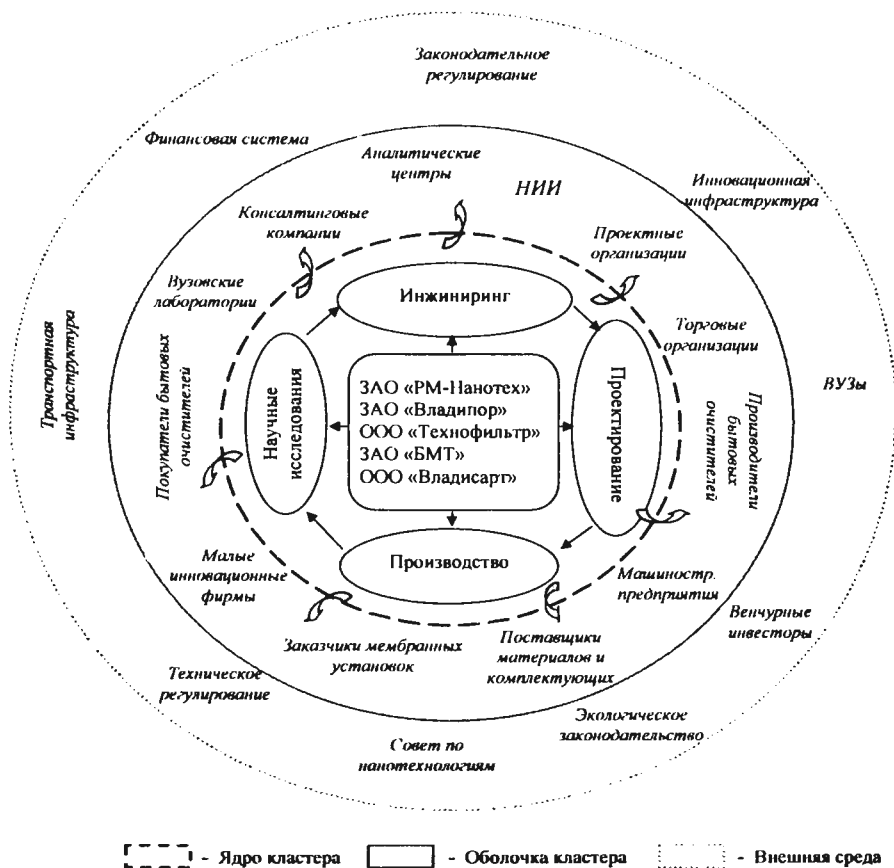 Законодательное
регулирование
Финансовая система
Аналитические
центры
НИИ
Инновационная
инфраструктура
Консалтинговые
компании
Проектные
организации
Вузовские
лаборатории
Инжиниринг
Торговые
организации
Транспортная
инфраструктура
Покупатели бытовых
очистителей
Научные
исследования
ЗАО «РМ-Нанотех»
ЗАО «Владипор»
ООО «Технофильтр»
ЗАО «БМТ»
ООО «Владисарт»
Проектирование
Производители
бытовых
очистителей
ВУЗы
Производство
Малые
инновационные
фирмы
Машиностр.
предприятия
Венчурные
инвесторы
Заказчики мембранных
установок
Поставщики
материалов и
комплектующих
Техническое
регулирование
Экологическое
законодательство
Совет по
нанотехнологиям
- Ядро кластера
- Оболочка кластера
- Внешняя среда